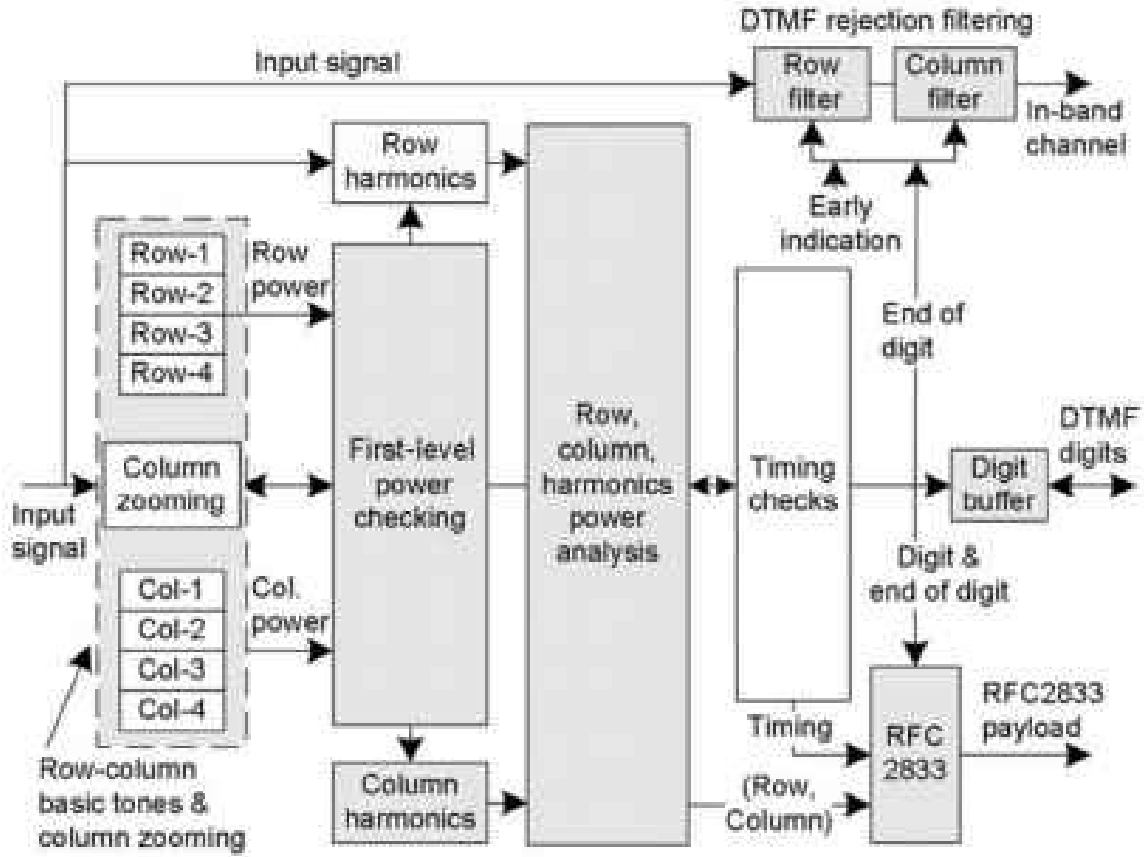 DTMF rejection filtering
Input signal
Row
filter
Column
filter
In-band
channel
Row
harmonics
Early
indication
Row-1
Row-2
Row-3
Row-4
Row
power
End of
digit
Column
zooming
First-level
power
checking
Row,
column,
harmonics
power
analysis
Timing
checks
Digit
buffer
DTMF
digits
Input
signal
Col-1
Col-2
Col-3
Col-4
Col.
power
Digit &
end of digit
Row-column
basic tones &
column zooming
Column
harmonics
Timing
(Row,
Column)
RFC
2833
RFC2833
payload